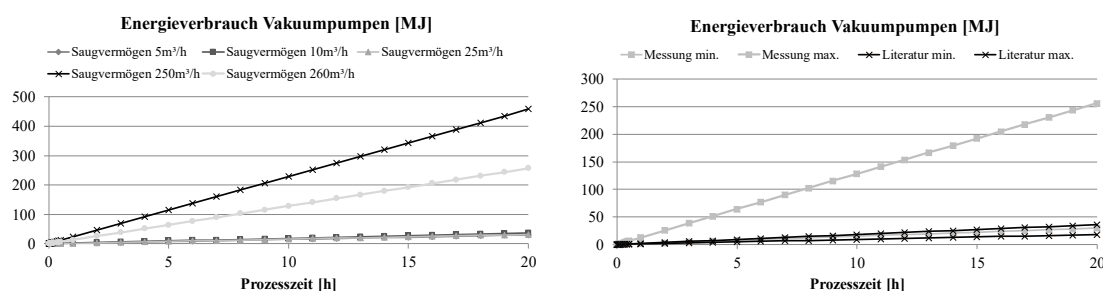 Energieverbrauch Vakuumpumpen [MJ]
Saugvermögen 5m³/h
Saugvermögen 10m³/h
Saugvermögen 25m³/h
Saugvermögen 250m³/h
Saugvermögen 260m³/h
500
400
300
200
100
0
0
5
10
15
20
Prozesszeit [h]
Energieverbrauch Vakuumpumpen [MJ]
Messung min.
Messung max.
Literatur min.
Literatur max.
300
250
200
150
100
50
0
0
5
10
15
20
Prozesszeit [h]